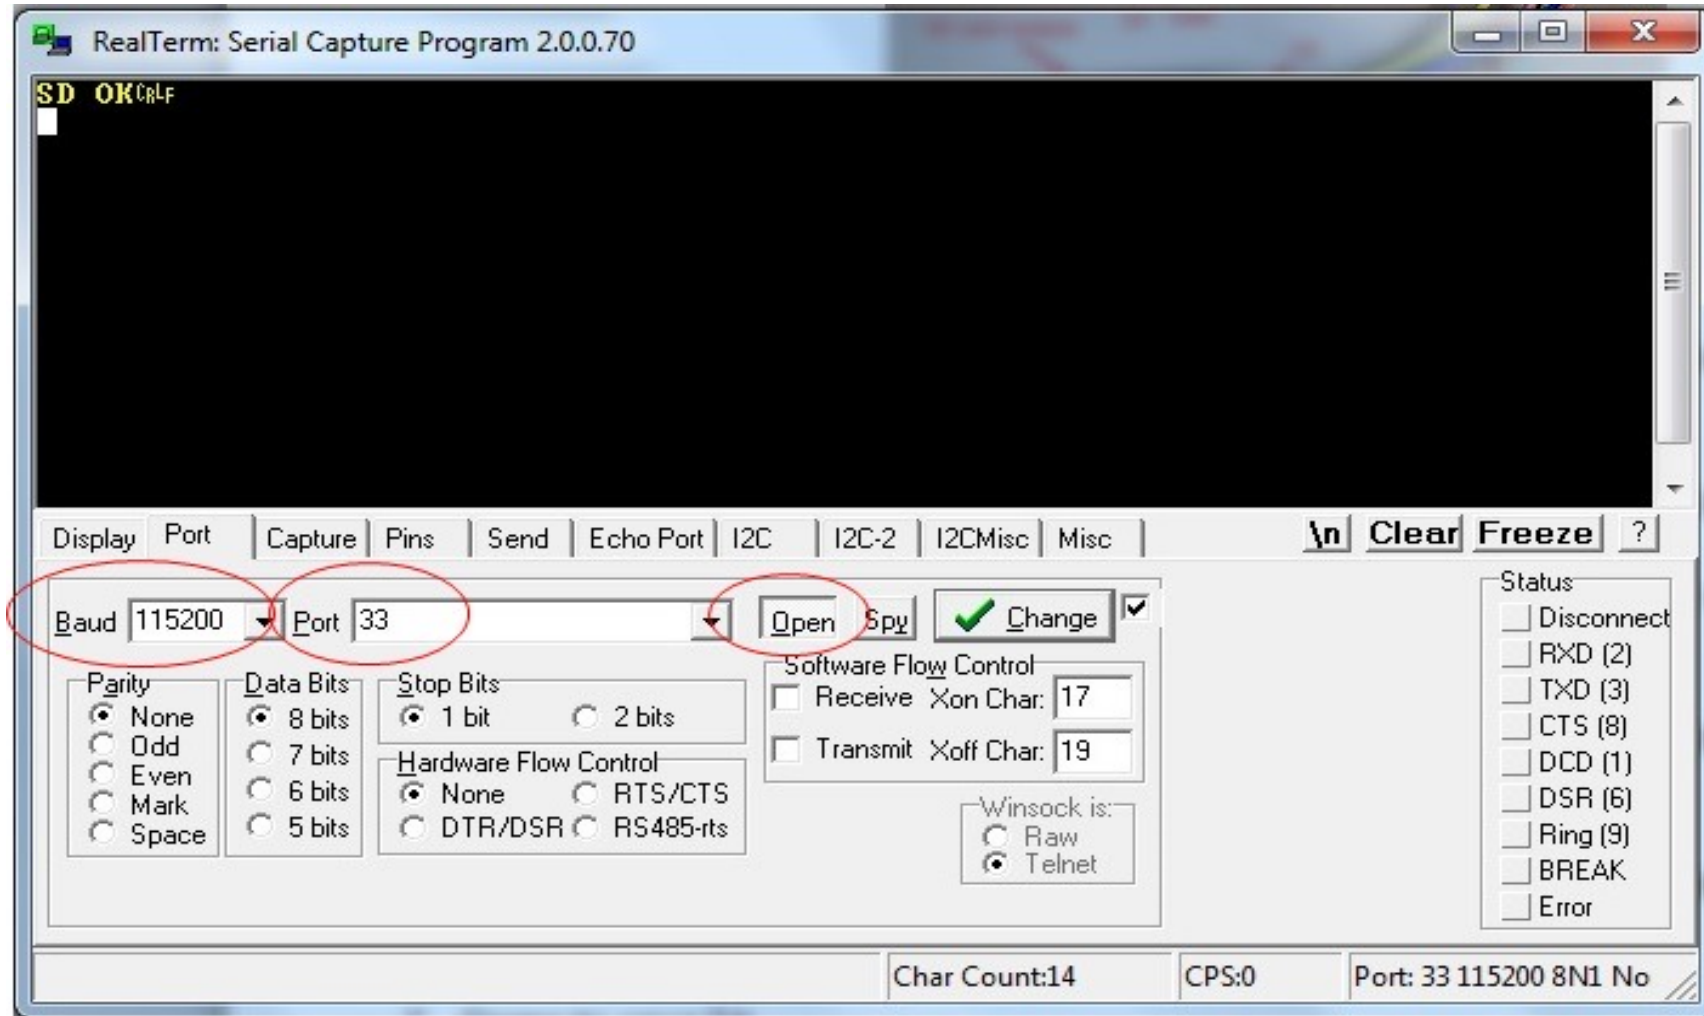 RealTerm: Serial Capture Program 2.0.0.70
SD OK CRLF
Display Port Capture Pins Send Echo Port I2C I2C-2 I2CMisc Misc \n Clear Freeze ?
Baud 115200 Port 33 Open Spy Change
Status
Disconnect
RXD (2)
TXD (3)
CTS (8)
DCD (1)
DSR (6)
Ring (9)
BREAK
Error
Parity
None
Odd
Even
Mark
Space
Data Bits
8 bits
7 bits
6 bits
5 bits
Stop Bits
1 bit 2 bits
Hardware Flow Control
None RTS/CTS
DTR/DSR RS485-rts
Software Flow Control
Receive Xon Char: 17
Transmit Xoff Char: 19
Winsock is:
Raw
Telnet
Char Count:14 CPS:0 Port: 33 115200 8N1 No